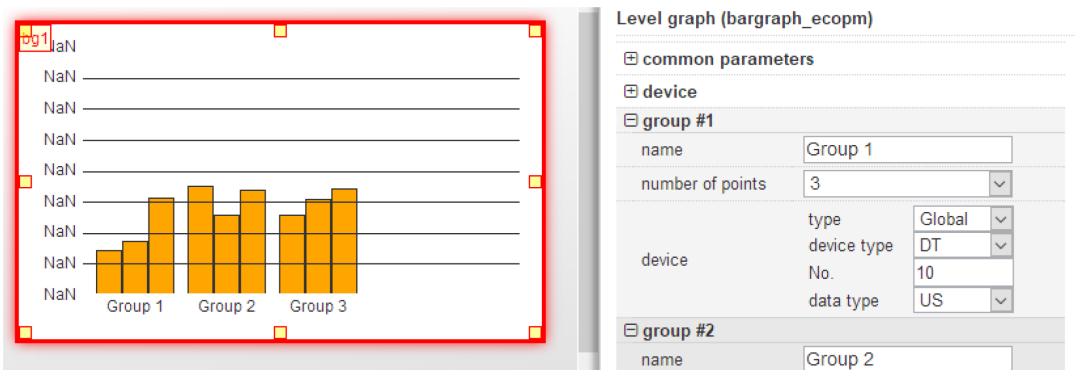 bg1
NaN
NaN
NaN
NaN
NaN
NaN
NaN
NaN
NaN
Group 1 Group 2 Group 3
Level graph (bargraph_ecopm)
common parameters
device
group #1
name Group 1
number of points 3
type Global
device type DT
device
No. 10
data type US
group #2
name Group 2